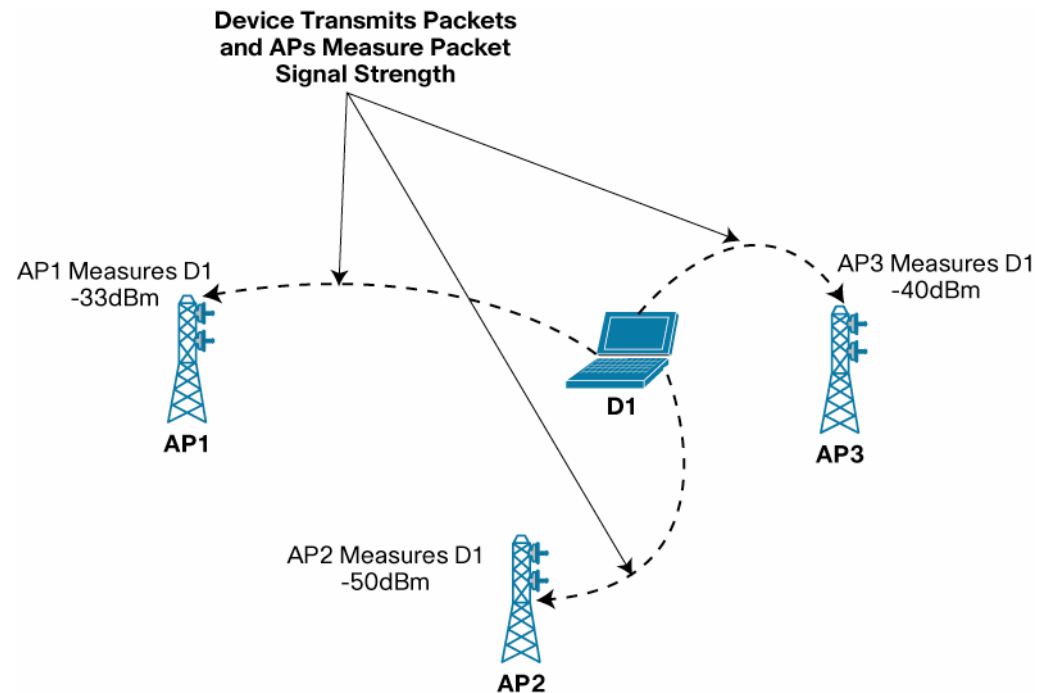 Device Transmits Packets
and APs Measure Packet
Signal Strength
AP1 Measures D1
-33dBm
AP3 Measures D1
-40dBm
D1
AP1
AP3
AP2 Measures D1
-50dBm
AP2